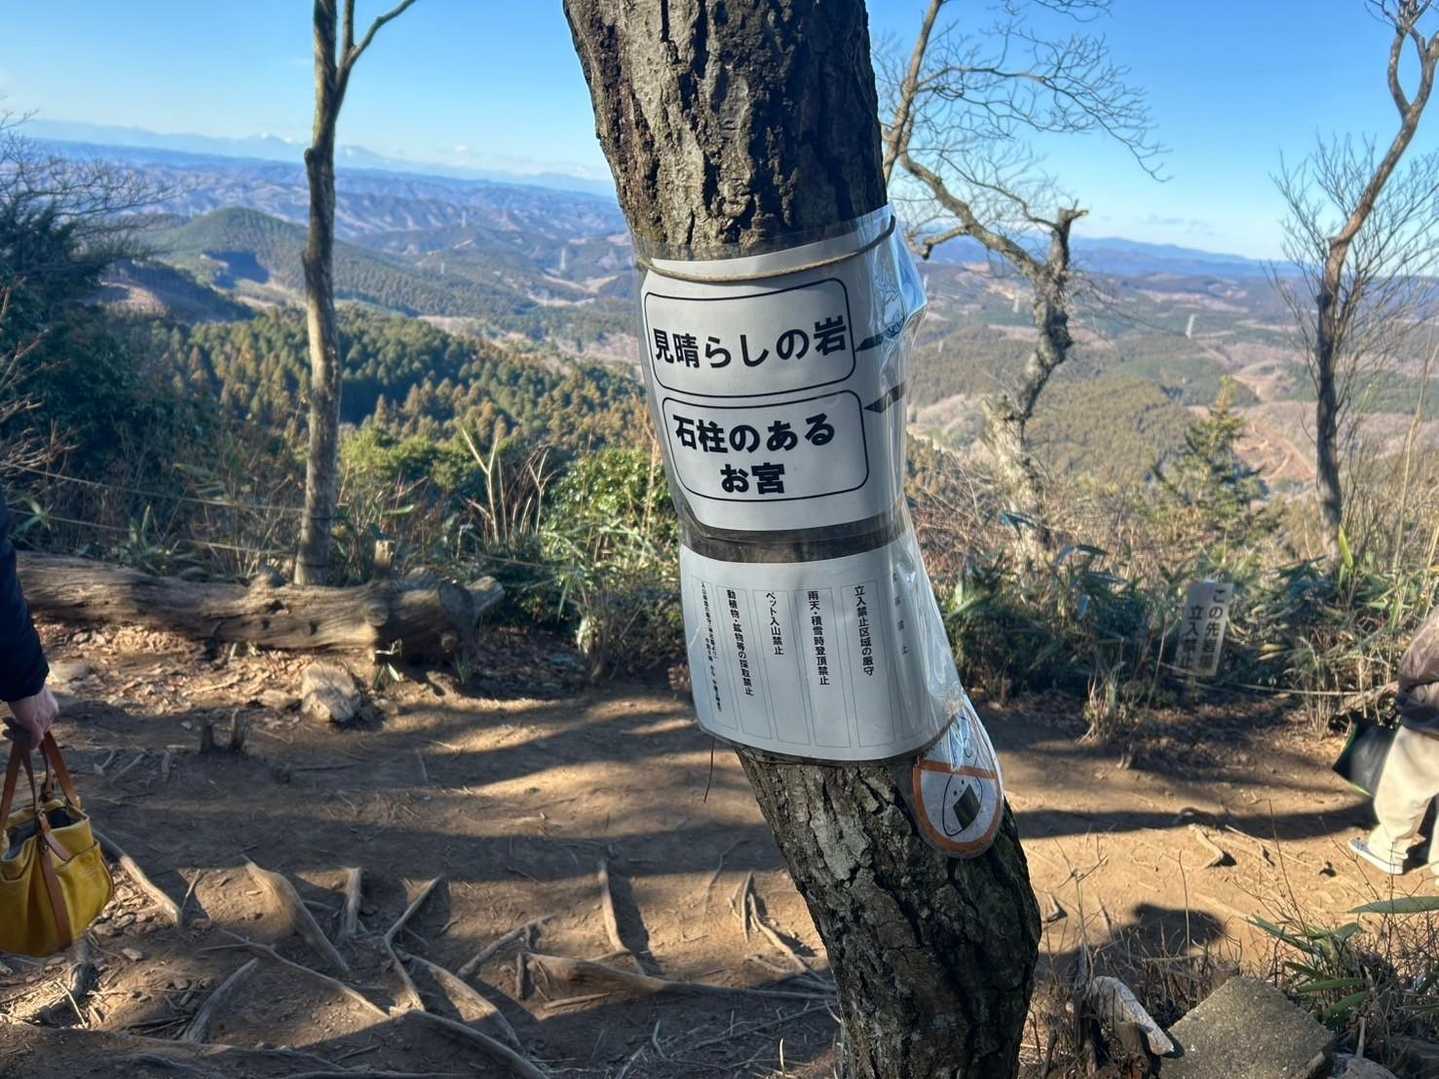 見晴らしの岩
石柱のある
お宮
立入禁止区域の厳守
雨天・積雪時登頂禁止
ペット入山禁止
動植物・鉱物等の採取禁止
この先岩場
立入禁止